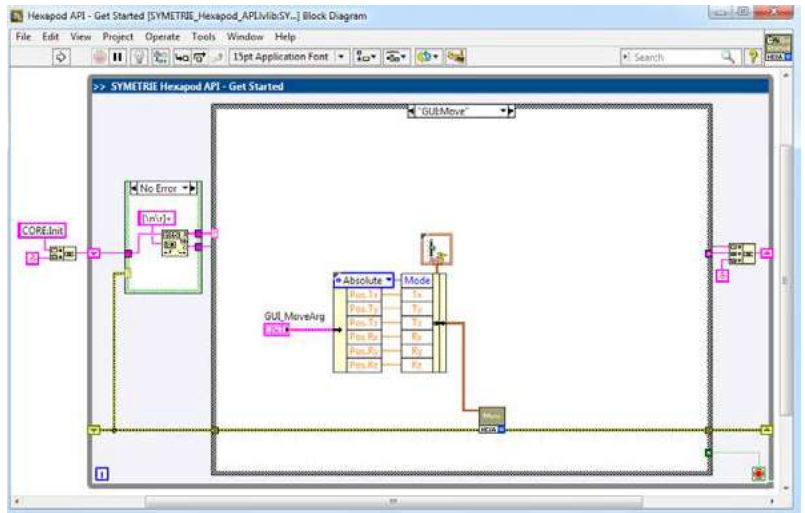 Hexapod API - Get Started [SYMETRIE_Hexapod_API.lvlib:SY...] Block Diagram
File Edit View Project Operate Tools Window Help
15pt Application Font
Search
HEXA
>> SYMETRIE Hexapod API - Get Started
"GUI:Move"
No Error
[\n\r]+
CORE:Init
Absolute
Mode
Pos.Tx Tx
Pos.Ty Ty
GUI_MoveArg
Pos.Tz Tz
Pos.Rx Rx
Pos.Ry Ry
Pos.Rz Rz
Move
HEXA
i